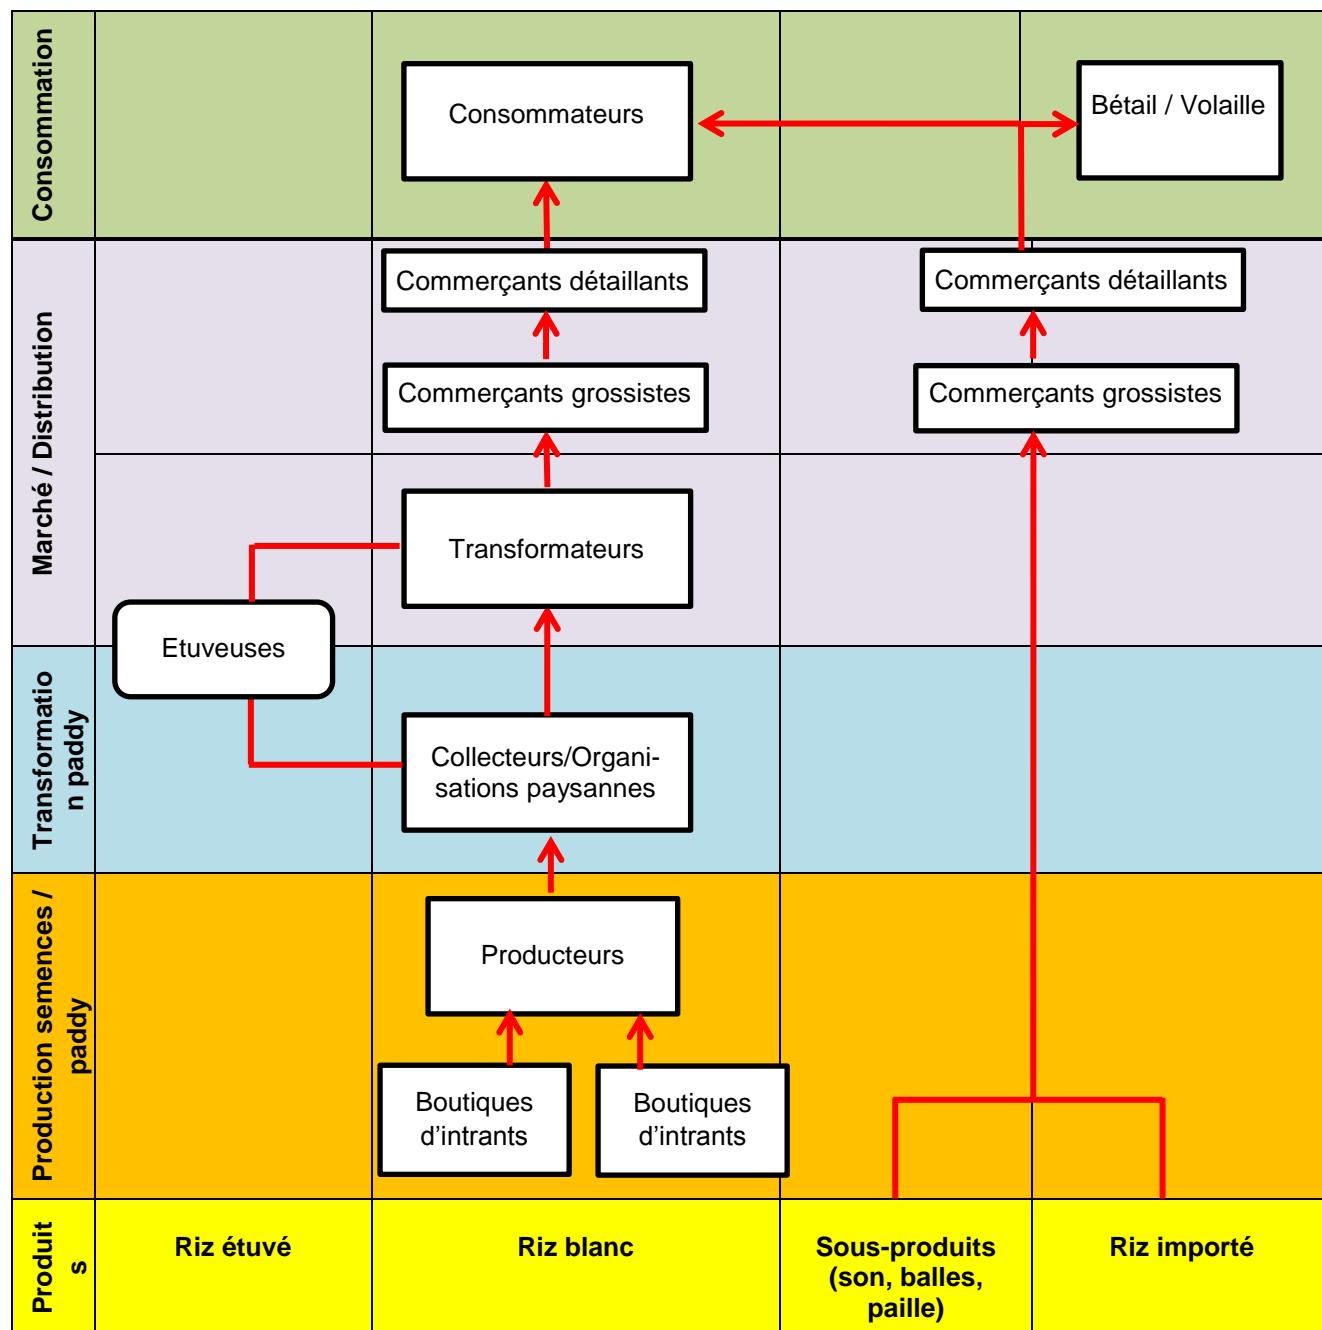 Consommation
Consommateurs
Bétail / Volaille
Marché / Distribution
Commerçants détaillants
Commerçants détaillants
Commerçants grossistes
Commerçants grossistes
Transformateurs
Etuveuses
Transformatio
n paddy
Collecteurs/Organi-
sations paysannes
Production semences /
paddy
Producteurs
Boutiques
d’intrants
Boutiques
d’intrants
Produit
s
Riz étuvé
Riz blanc
Sous-produits
(son, balles,
paille)
Riz importé